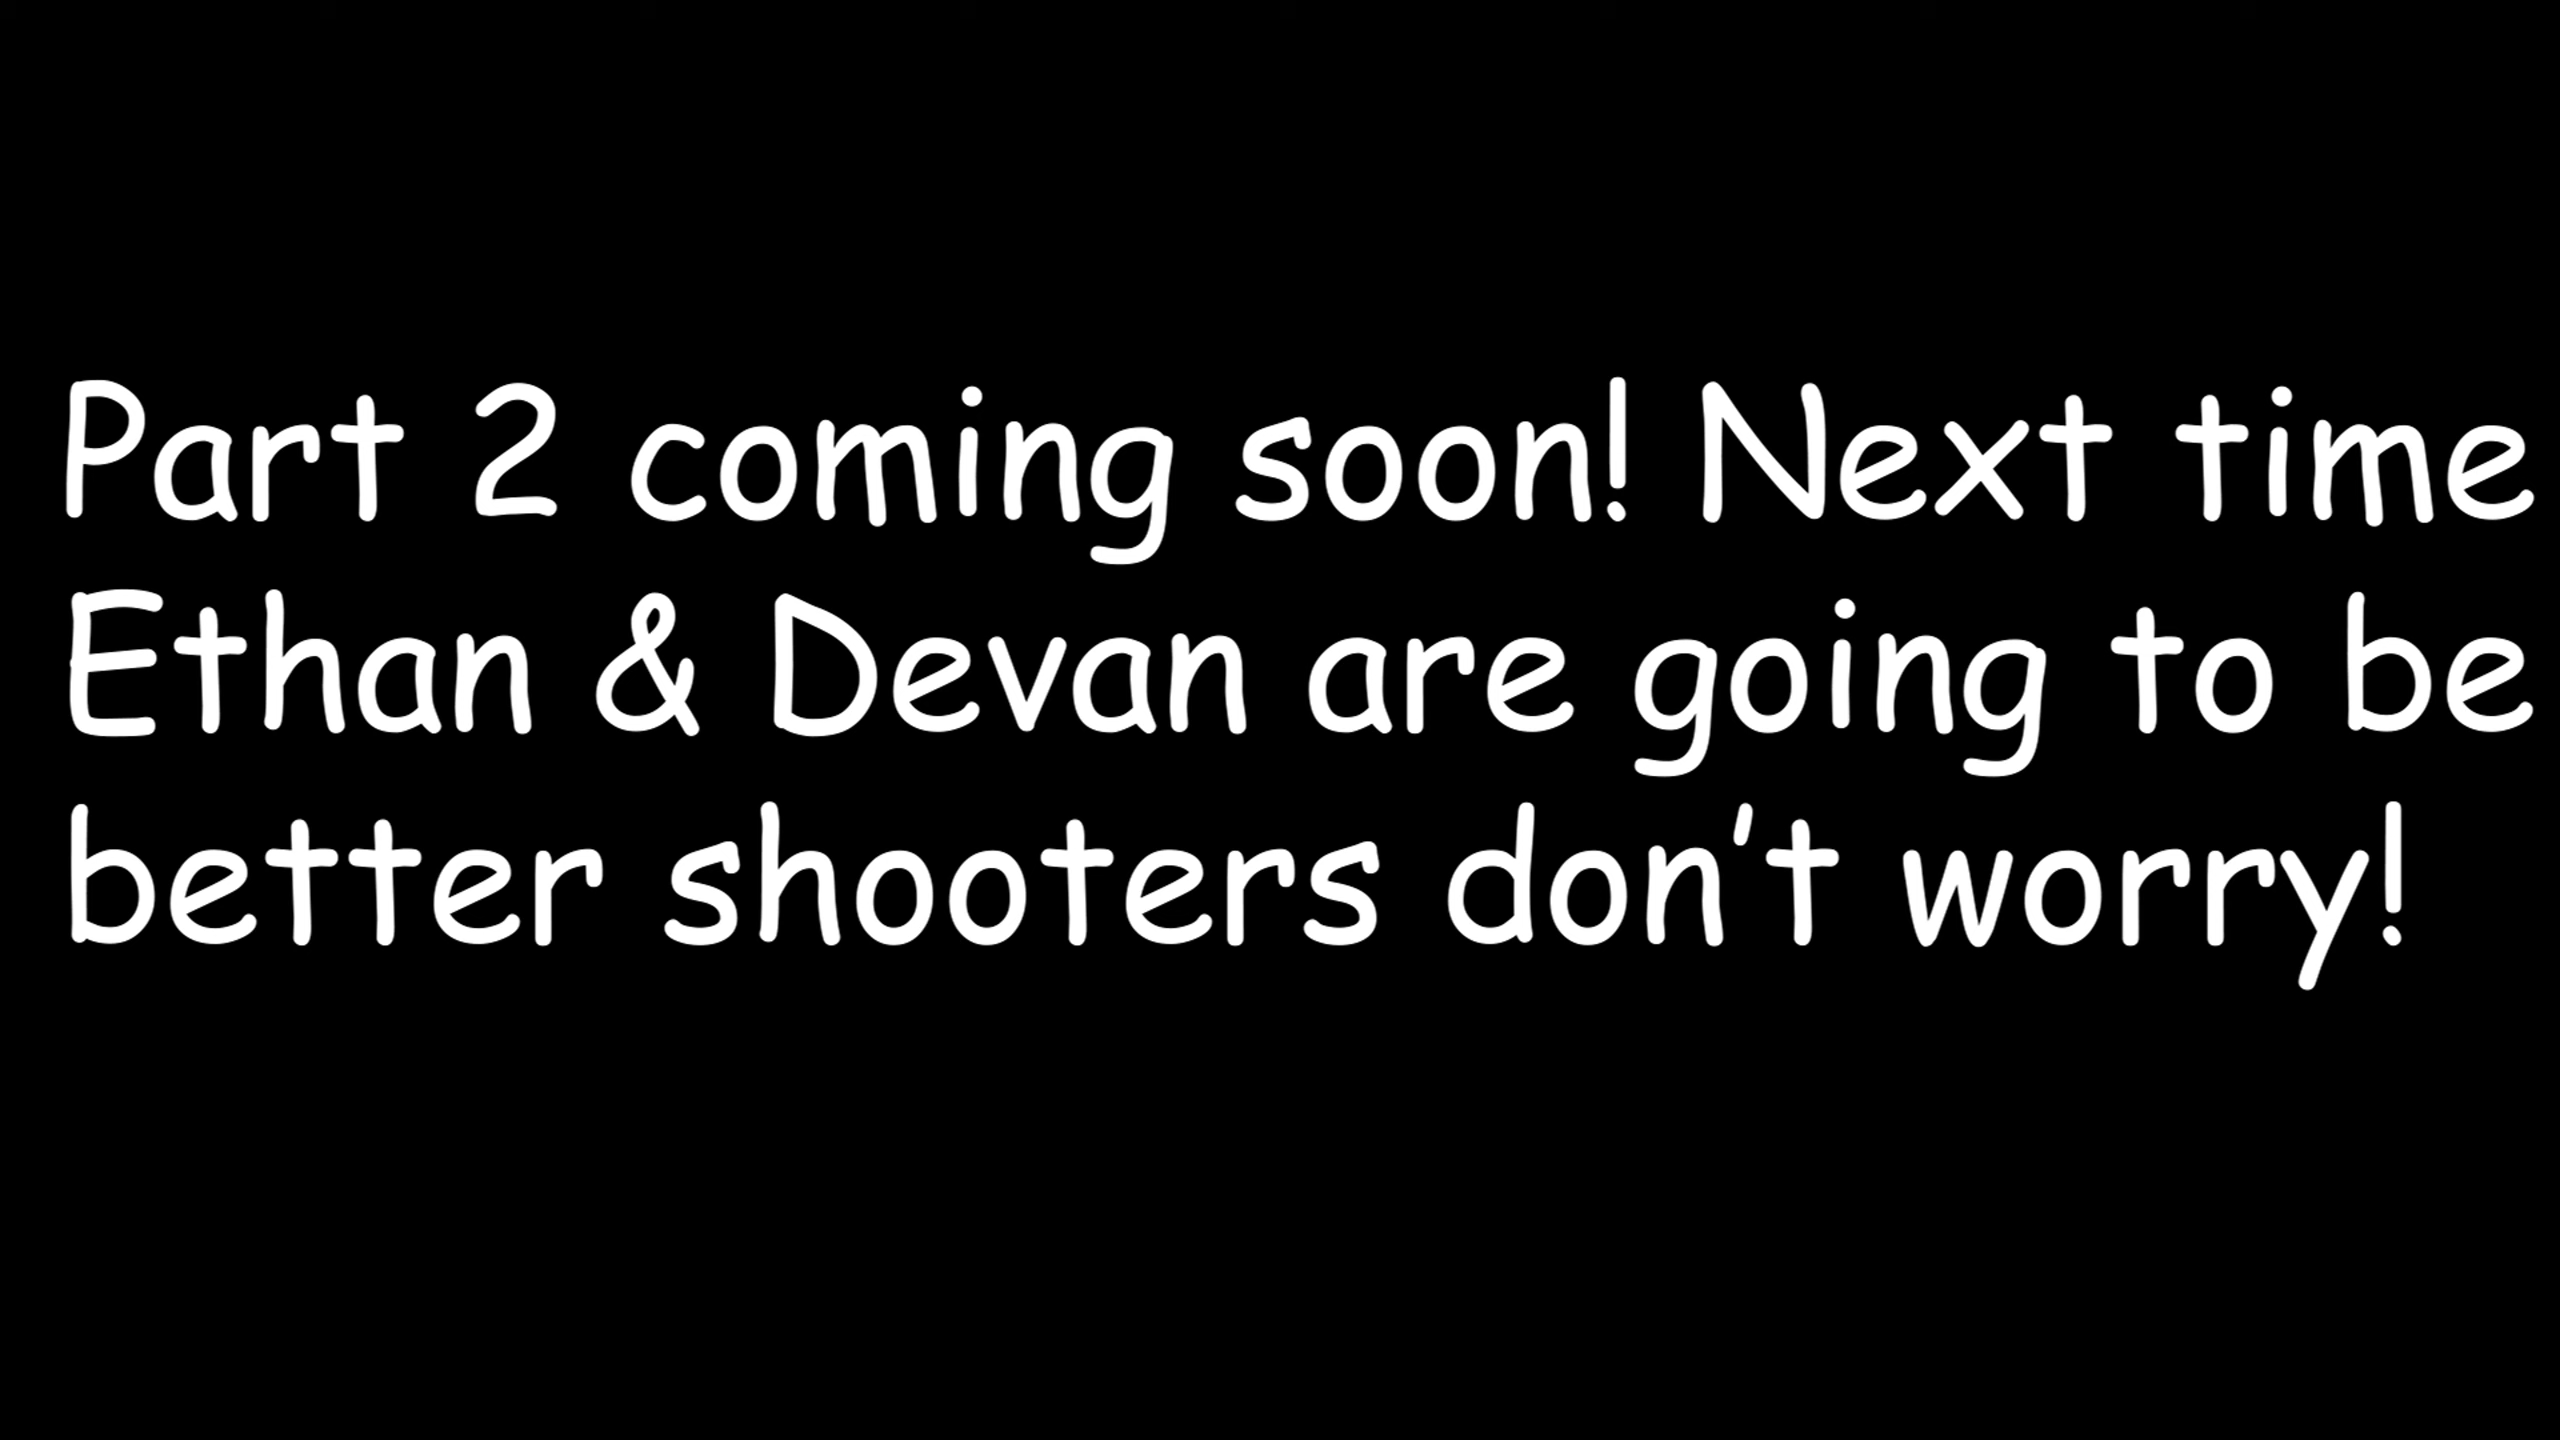 Part 2 coming soon! Next time
Ethan & Devan are going to be
better shooters don't worry!